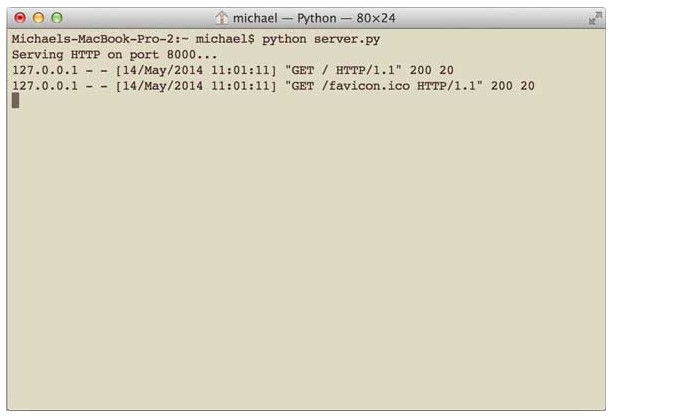 michael — Python — 80×24
Michaels-MacBook-Pro-2:~ michael$ python server.py
Serving HTTP on port 8000...
127.0.0.1 - - [14/May/2014 11:01:11] "GET / HTTP/1.1" 200 20
127.0.0.1 - - [14/May/2014 11:01:11] "GET /favicon.ico HTTP/1.1" 200 20